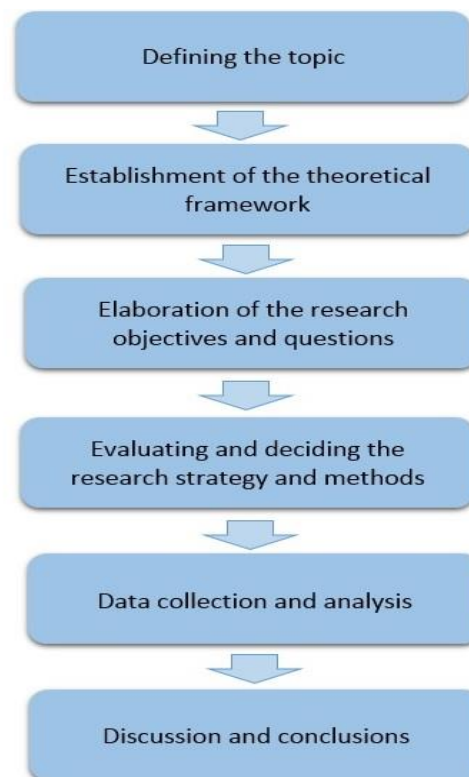 Defining the topic
Establishment of the theoretical
framework
Elaboration of the research
objectives and questions
Evaluating and deciding the
research strategy and methods
Data collection and analysis
Discussion and conclusions